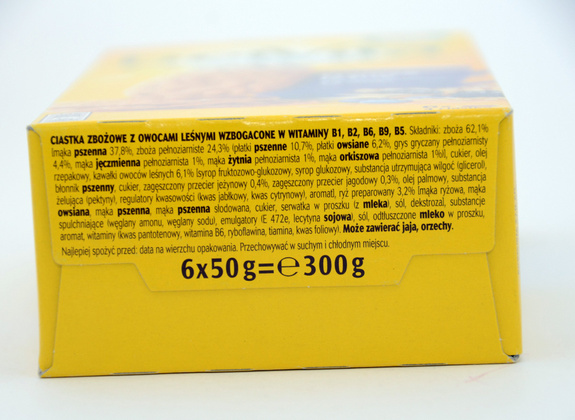 CIASTKA ZBOŻOWE Z OWOCAMI LEŚNYMI WZBOGACONE W WITAMINY B1, B2, B6, B9, B5. Składniki: zboża 62,1%
[mąka pszenna 37,8%, zboża pełnoziarniste 24,3% (płatki pszenne 10,7%, płatki owsiane 6,2%, grys gryczany pełnoziarnisty
4,4%, mąka jęczmienna pełnoziarnista 1%, mąka żytnia pełnoziarnista 1%, mąka orkiszowa pełnoziarnista 1%)], cukier, olej
rzepakowy, kawałki owoców leśnych 6,1% [syrop fruktozowo-glukozowy, syrop glukozowy, substancja utrzymująca wilgoć (glicerol),
błonnik pszenny, cukier, zagęszczony przecier jeżynowy 0,4%, zagęszczony przecier jagodowy 0,3%, olej palmowy, substancja
żelująca (pektyny), regulatory kwasowości (kwas jabłkowy, kwas cytrynowy), aromat], ryż preparowany 3,2% [mąka ryżowa, mąka
owsiana, mąka pszenna, mąka pszenna słodowana, cukier, serwatka w proszku (z mleka), sól, dekstroza], substancje
spulchniające (węglany amonu, węglany sodu), emulgatory (E 472e, lecytyna sojowa), sól, odtłuszczone mleko w proszku,
aromat, witaminy (kwas pantotenowy, witamina B6, ryboflawina, tiamina, kwas foliowy). Może zawierać jaja, orzechy.
Najlepiej spożyć przed: data na wierzchu opakowania. Przechowywać w suchym i chłodnym miejscu.
6x50g=℮300g